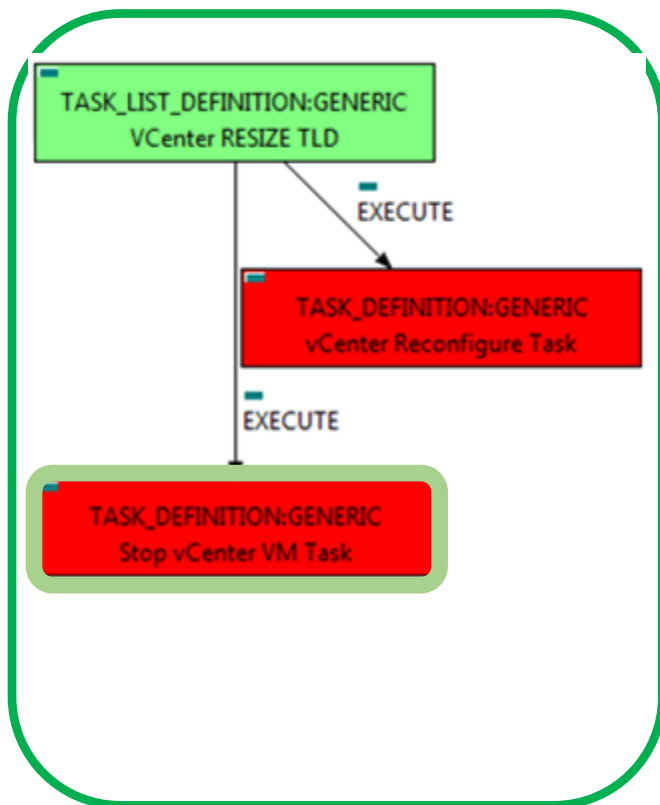 TASK_LIST_DEFINITION:GENERIC
VCenter RESIZE TLD
EXECUTE
TASK_DEFINITION:GENERIC
vCenter Reconfigure Task
EXECUTE
TASK_DEFINITION:GENERIC
Stop vCenter VM Task